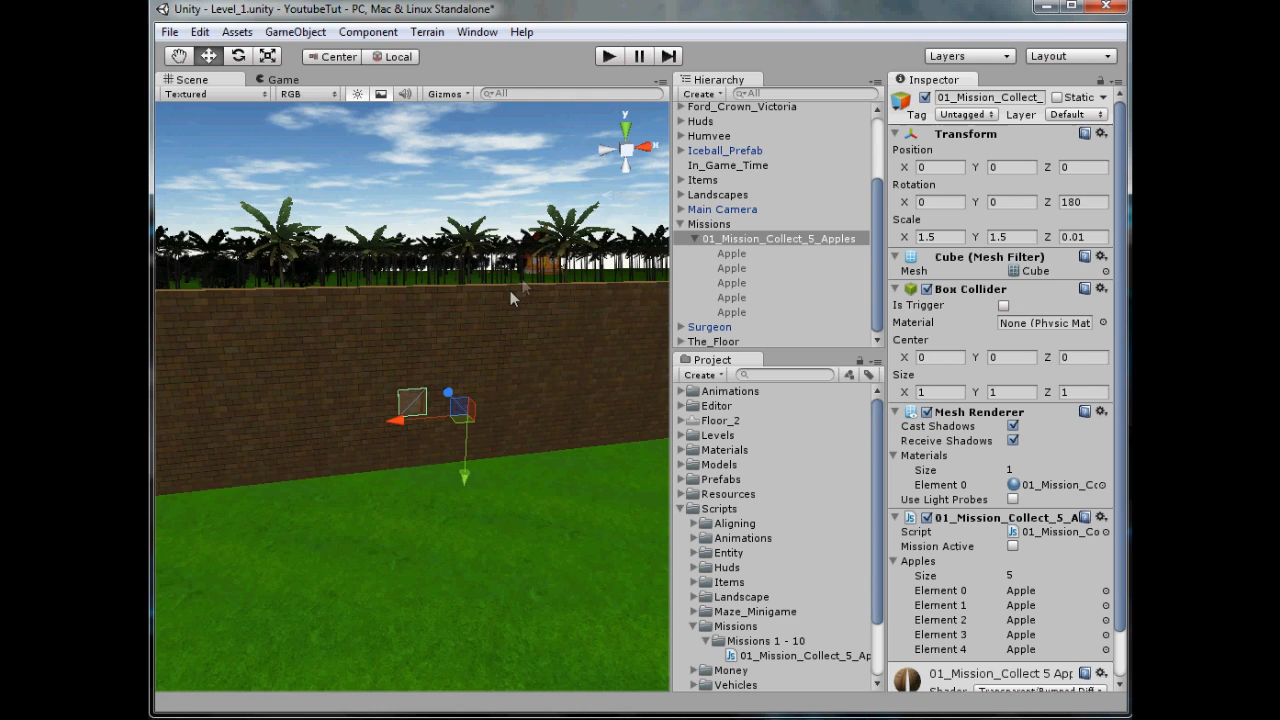 Unity - Level_1.unity - YoutubeTut - PC, Mac & Linux Standalone*
File Edit Assets GameObject Component Terrain Window Help
Center Local Layers Layout
Scene Game
Textured RGB Gizmos All
y
x
Hierarchy
Create All
Ford_Crown_Victoria
Huds
Humvee
Iceball_Prefab
In_Game_Time
Items
Landscapes
Main Camera
Missions
01_Mission_Collect_5_Apples
Apple
Apple
Apple
Apple
Apple
Surgeon
The_Floor
Project
Create
Animations
Editor
Floor_2
Levels
Materials
Models
Prefabs
Resources
Scripts
Aligning
Animations
Entity
Huds
Items
Landscape
Maze_Minigame
Missions
Missions 1 - 10
01_Mission_Collect_5_Ap
Money
Vehicles
Inspector
01_Mission_Collect_ Static
Tag Untagged Layer Default
Transform
Position
X 0 Y 0 Z 0
Rotation
X 0 Y 0 Z 180
Scale
X 1.5 Y 1.5 Z 0.01
Cube (Mesh Filter)
Mesh Cube
Box Collider
Is Trigger
Material None (Physic Mat
Center
X 0 Y 0 Z 0
Size
X 1 Y 1 Z 1
Mesh Renderer
Cast Shadows
Receive Shadows
Materials
Size 1
Element 0 01_Mission_Co
Use Light Probes
01_Mission_Collect_5_A
Script 01_Mission_Co
Mission Active
Apples
Size 5
Element 0 Apple
Element 1 Apple
Element 2 Apple
Element 3 Apple
Element 4 Apple
01_Mission_Collect 5 App
Shader Transparent/Bumped Diff